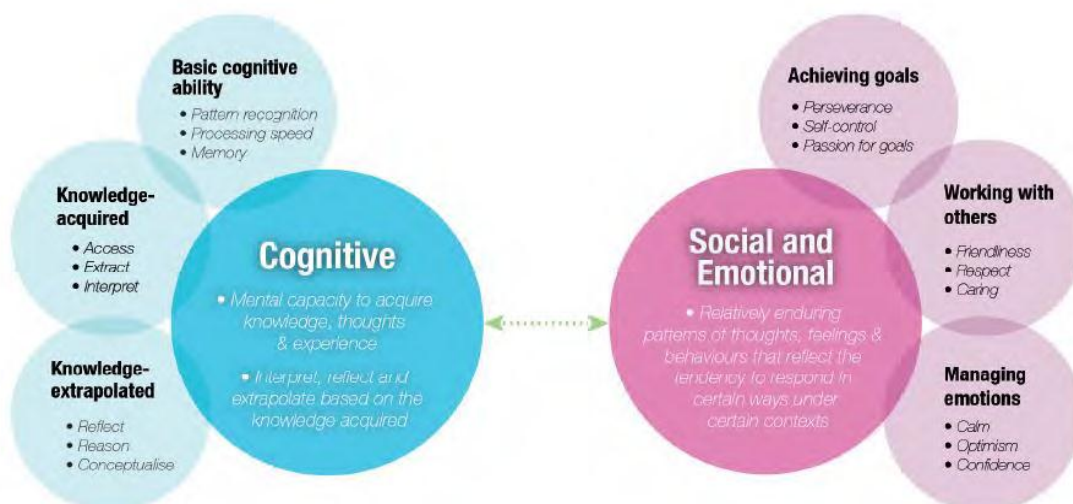 Basic cognitive
ability
• Pattern recognition
• Processing speed
• Memory
Knowledge-
acquired
• Access
• Extract
• Interpret
Knowledge-
extrapolated
• Reflect
• Reason
• Conceptualise
Cognitive
• Mental capacity to acquire
knowledge, thoughts
& experience
• Interpret, reflect and
extrapolate based on the
knowledge acquired
Social and
Emotional
• Relatively enduring
patterns of thoughts, feelings &
behaviours that reflect the
tendency to respond in
certain ways under
certain contexts
Achieving goals
• Perseverance
• Self-control
• Passion for goals
Working with
others
• Friendliness
• Respect
• Caring
Managing
emotions
• Calm
• Optimism
• Confidence